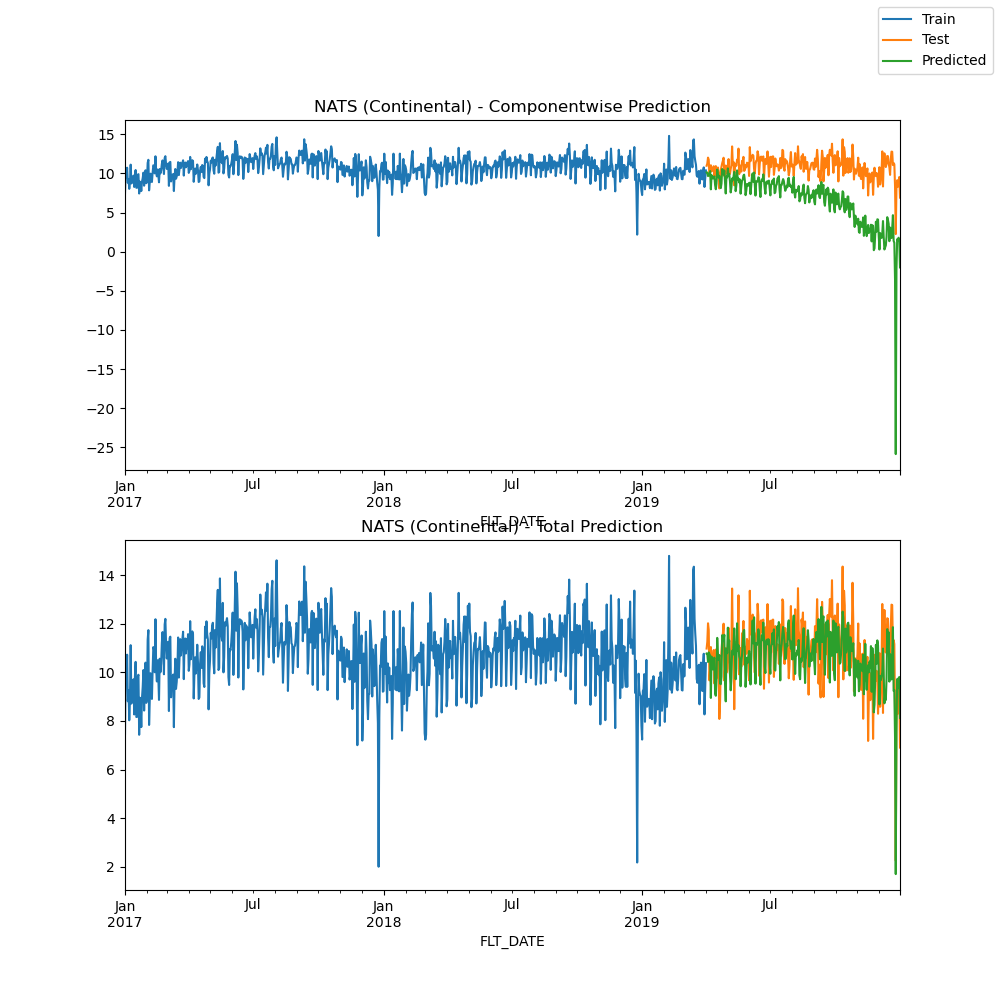 Train
Test
Predicted
NATS (Continental) - Componentwise Prediction
15
10
5
0
−5
−10
−15
−20
−25
Jan Jul Jan Jul Jan Jul
2017 2018 2019
FLT_DATE
NATS (Continental) - Total Prediction
14
12
10
8
6
4
2
Jan Jul Jan Jul Jan Jul
2017 2018 2019
FLT_DATE